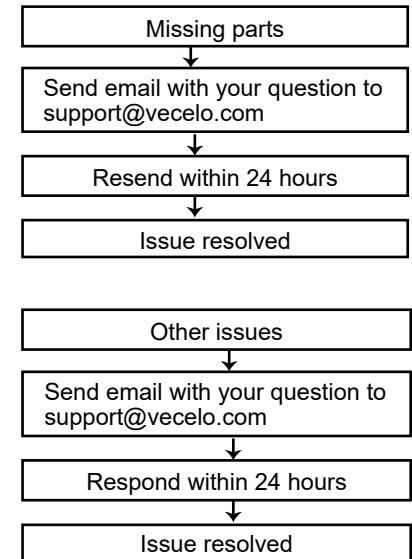 Missing parts
Send email with your question to
support@vecelo.com
Resend within 24 hours
Issue resolved
Other issues
Send email with your question to
support@vecelo.com
Respond within 24 hours
Issue resolved